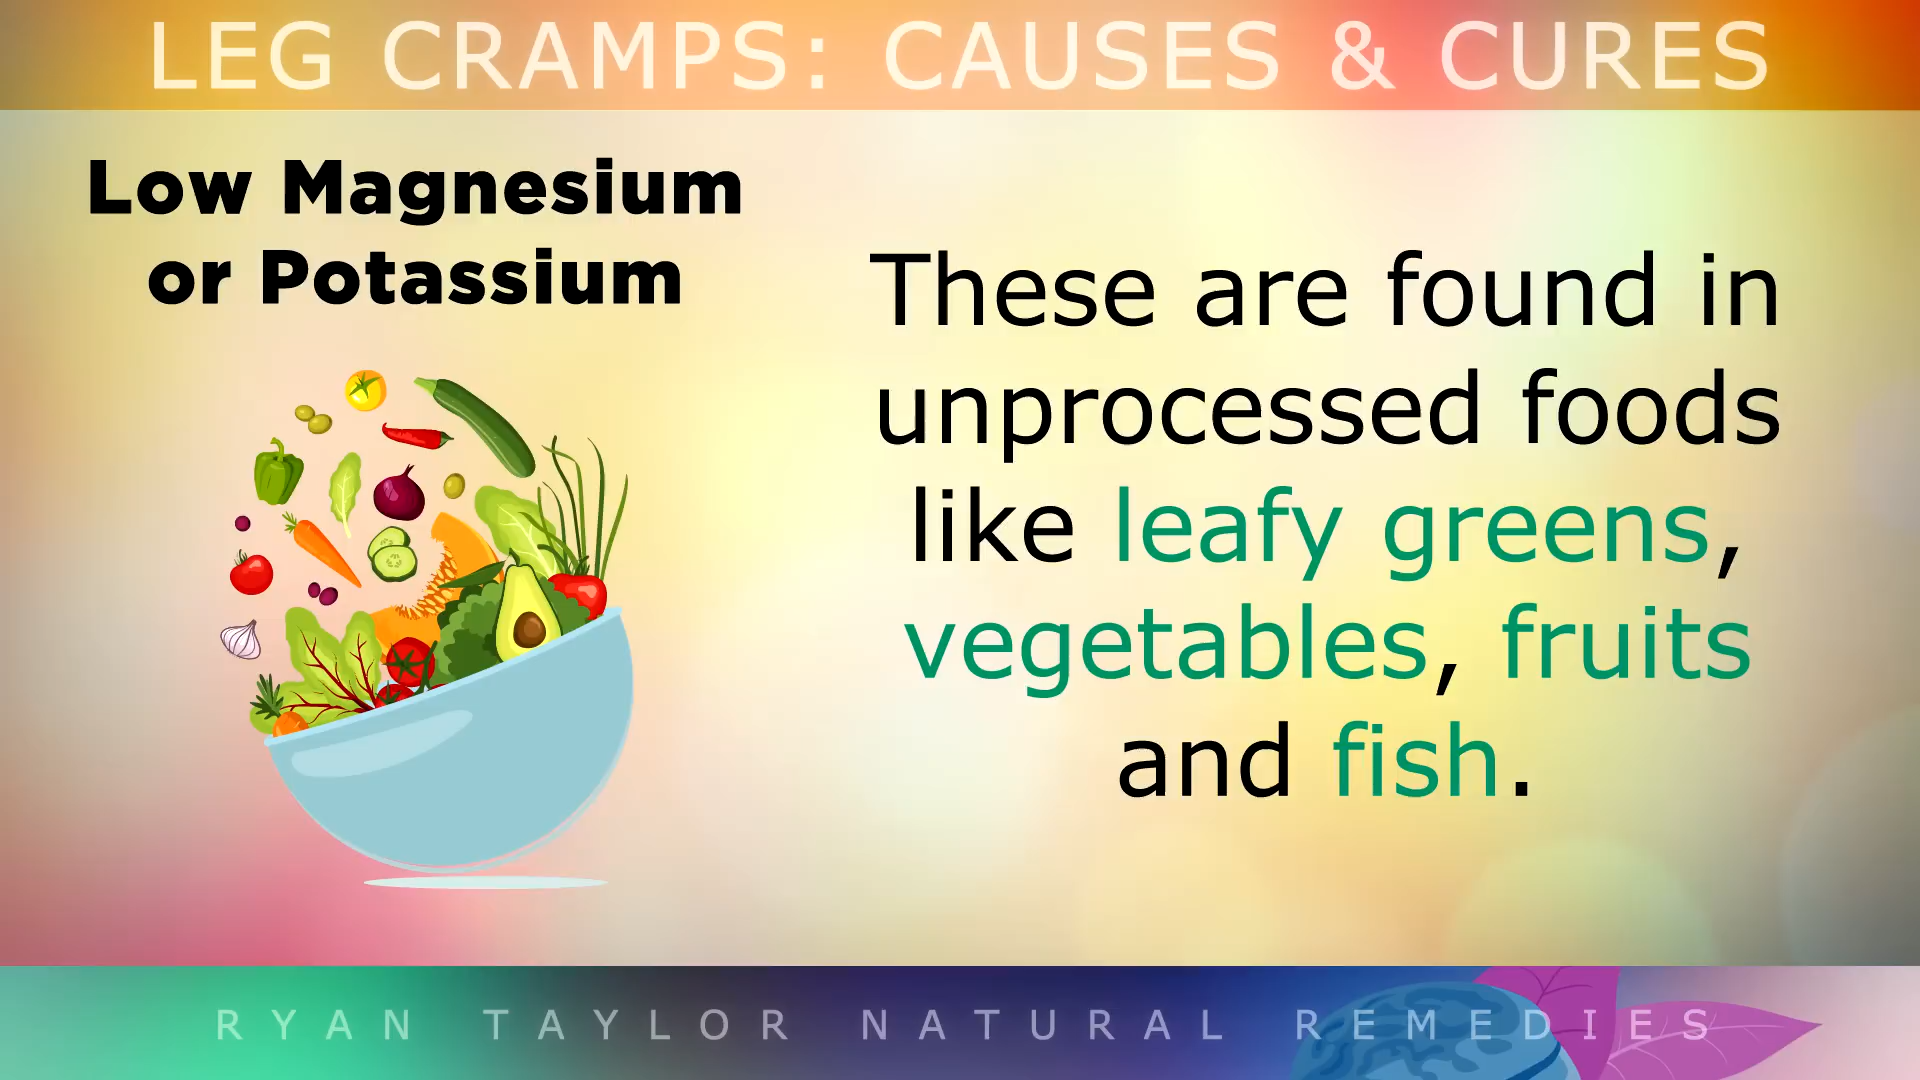 LEG CRAMPS: CAUSES & CURES
Low Magnesium
or Potassium
These are found in
unprocessed foods
like leafy greens,
vegetables, fruits
and fish.
RYAN TAYLOR NATURAL REMEDIES